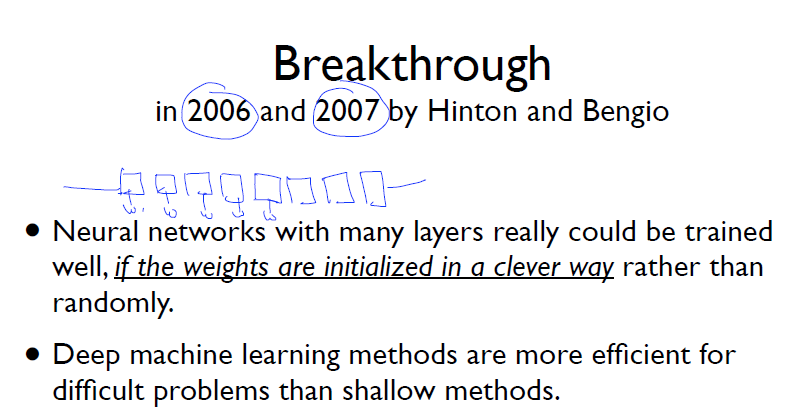 Breakthrough
in 2006 and 2007 by Hinton and Bengio
w w w w w
• Neural networks with many layers really could be trained
well, if the weights are initialized in a clever way rather than
randomly.
• Deep machine learning methods are more efficient for
difficult problems than shallow methods.